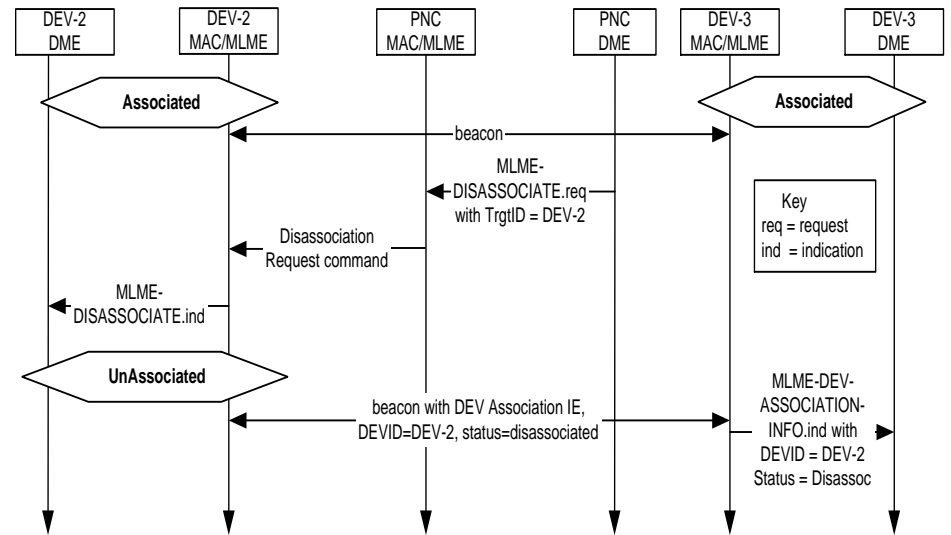 DEV-2
DME
DEV-2
MAC/MLME
PNC
MAC/MLME
PNC
DME
DEV-3
MAC/MLME
DEV-3
DME
Associated
Associated
beacon
MLME-
DISASSOCIATE.req
with TrgtID = DEV-2
Key
req = request
ind = indication
Disassociation
Request command
MLME-
DISASSOCIATE.ind
UnAssociated
beacon with DEV Association IE,
DEVID=DEV-2, status=disassociated
MLME-DEV-
ASSOCIATION-
INFO.ind with
DEVID = DEV-2
Status = Disassoc